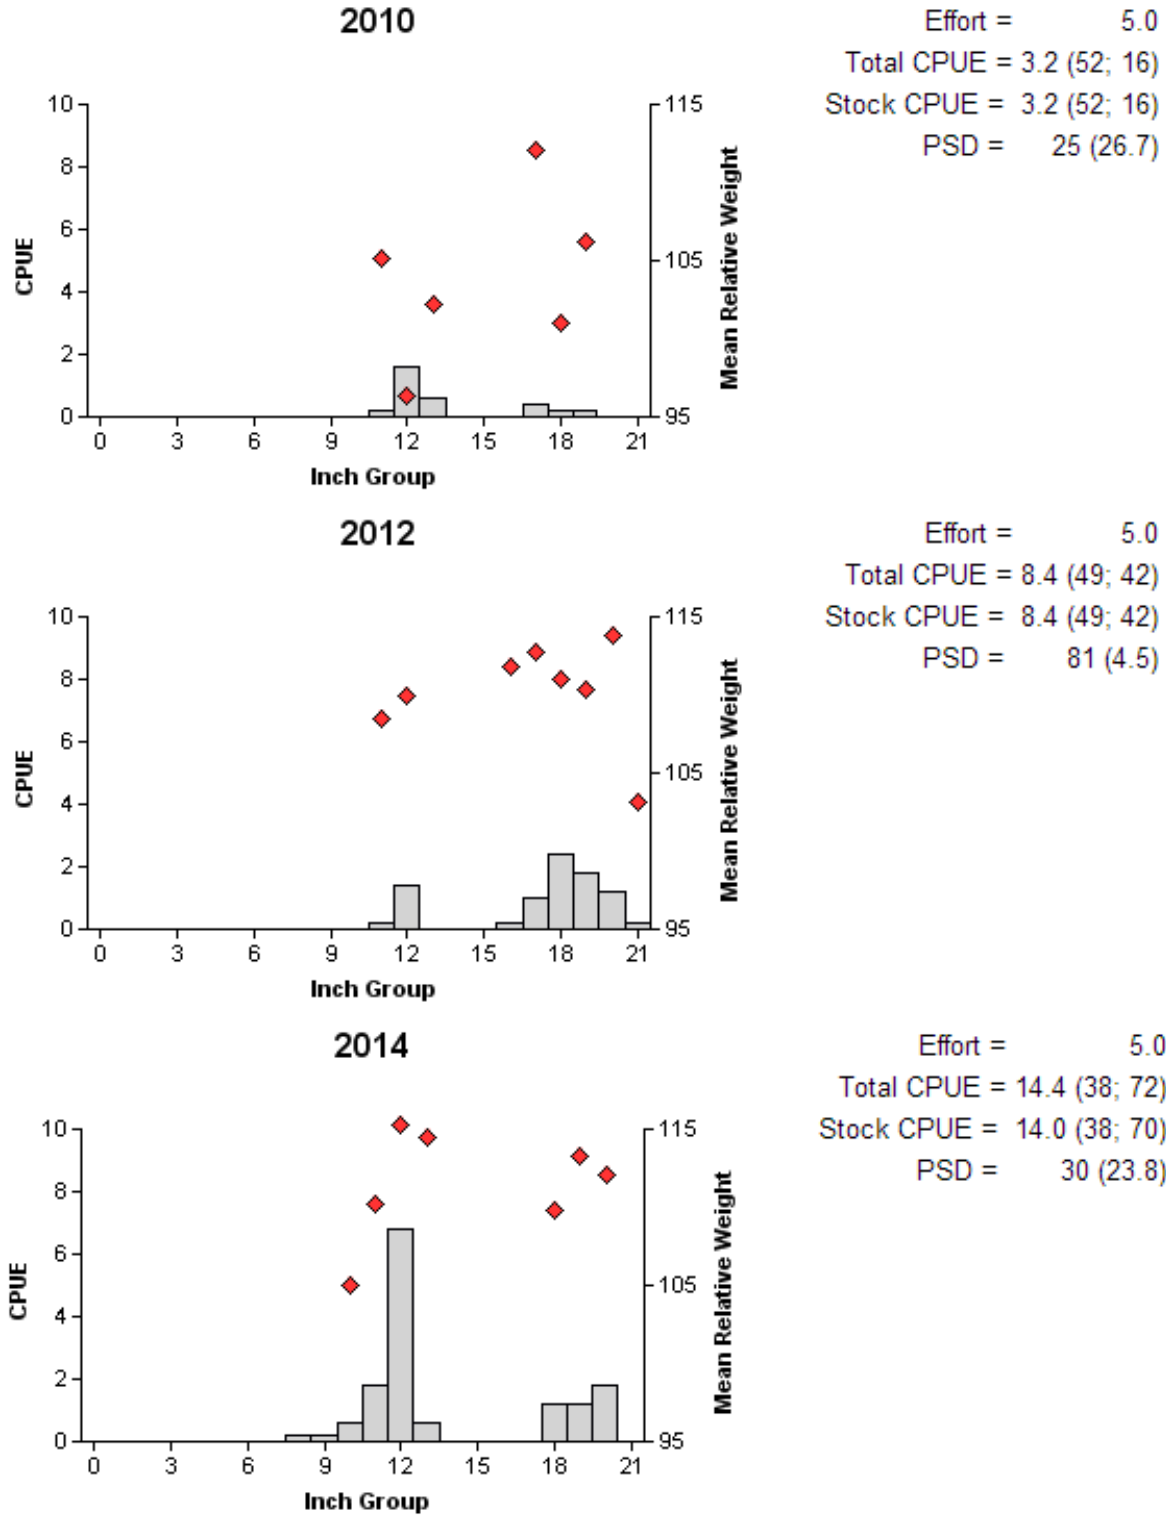 2010
Effort = 5.0
Total CPUE = 3.2 (52; 16)
Stock CPUE = 3.2 (52; 16)
PSD = 25 (26.7)
10
8
6
4
2
0
CPUE
115
105
95
Mean Relative Weight
0 3 6 9 12 15 18 21
Inch Group
2012
Effort = 5.0
Total CPUE = 8.4 (49; 42)
Stock CPUE = 8.4 (49; 42)
PSD = 81 (4.5)
10
8
6
4
2
0
CPUE
115
105
95
Mean Relative Weight
0 3 6 9 12 15 18 21
Inch Group
2014
Effort = 5.0
Total CPUE = 14.4 (38; 72)
Stock CPUE = 14.0 (38; 70)
PSD = 30 (23.8)
10
8
6
4
2
0
CPUE
115
105
95
Mean Relative Weight
0 3 6 9 12 15 18 21
Inch Group